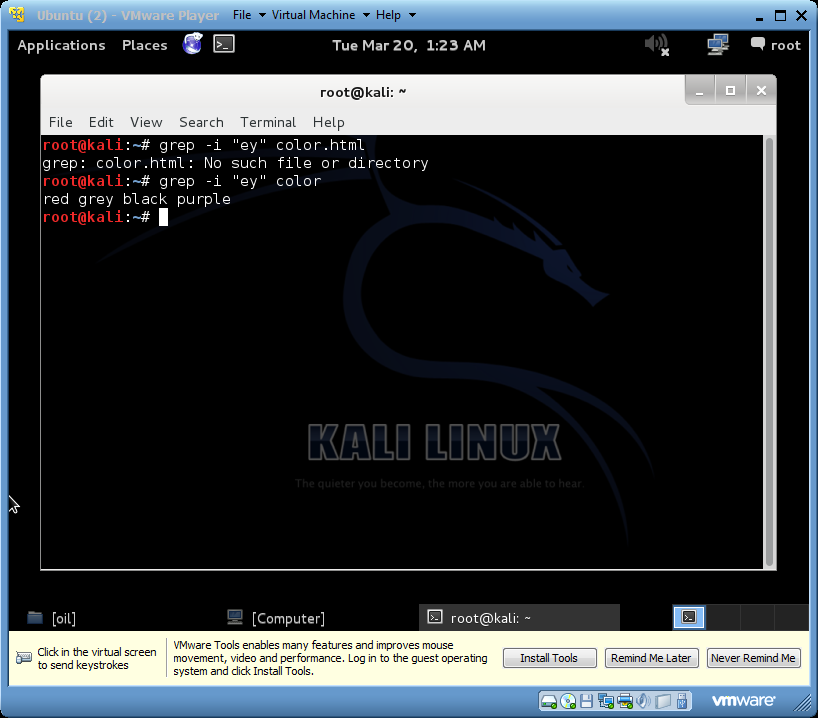 Ubuntu (2) - VMware Player File Virtual Machine Help
Applications Places Tue Mar 20, 1:23 AM root
root@kali: ~
File Edit View Search Terminal Help
root@kali:~# grep -i "ey" color.html
grep: color.html: No such file or directory
root@kali:~# grep -i "ey" color
red grey black purple
root@kali:~#
KALI LINUX
The quieter you become, the more you are able to hear.
[oil] [Computer] root@kali: ~
Click in the virtual screen
to send keystrokes
VMware Tools enables many features and improves mouse
movement, video and performance. Log in to the guest operating
system and click Install Tools.
Install Tools Remind Me Later Never Remind Me
vmware